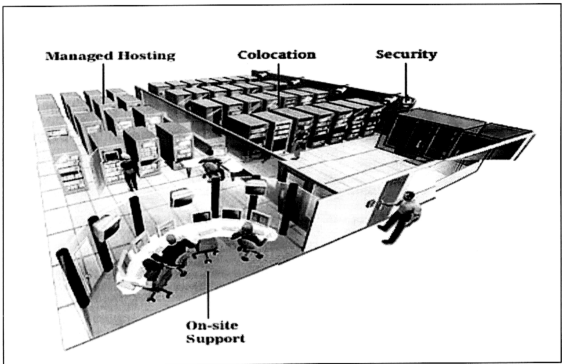 Managed Hosting
Colocation
Security
On-site
Support